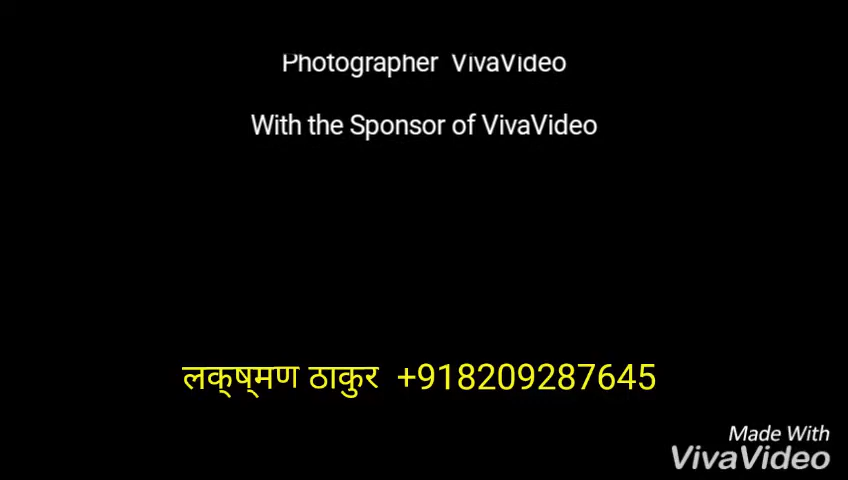 Photographer VivaVideo
With the Sponsor of VivaVideo
लक्ष्मण ठाकुर +918209287645
Made With
VivaVideo